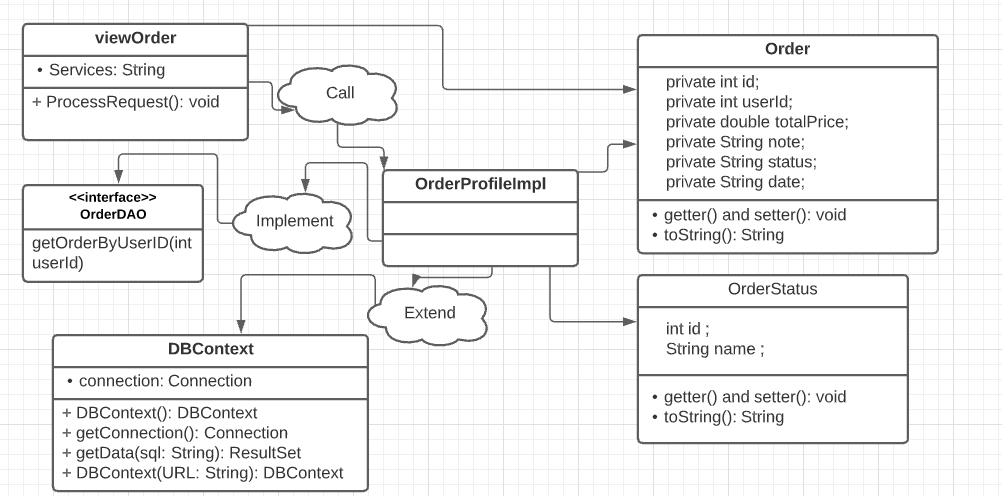 viewOrder
• Services: String
+ ProcessRequest(): void
Call
Order
private int id;
private int userId;
private double totalPrice;
private String note;
private String status;
private String date;
• getter() and setter(): void
• toString(): String
<<interface>>
OrderDAO
getOrderByUserID(int
userId)
Implement
OrderProfileImpl
Extend
OrderStatus
int id ;
String name ;
• getter() and setter(): void
• toString(): String
DBContext
• connection: Connection
+ DBContext(): DBContext
+ getConnection(): Connection
+ getData(sql: String): ResultSet
+ DBContext(URL: String): DBContext